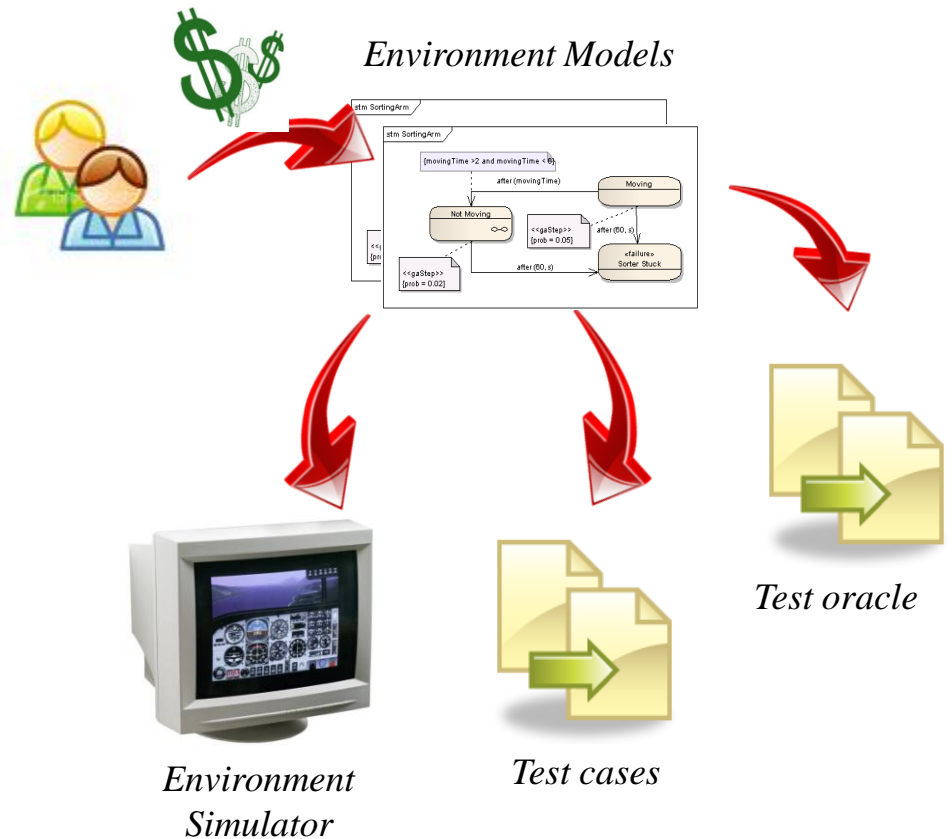 Environment Models
stm SortingArm
stm SortingArm
{movingTime >2 and movingTime < 6}
after (movingTime)
Moving
Not Moving
<<gaStep>>
{prob = 0.05}
after (60, s)
«failure»
Sorter Stuck
<<g
{pro
<<gaStep>>
{prob = 0.02}
after (60, s)
Test oracle
Test cases
Environment
Simulator